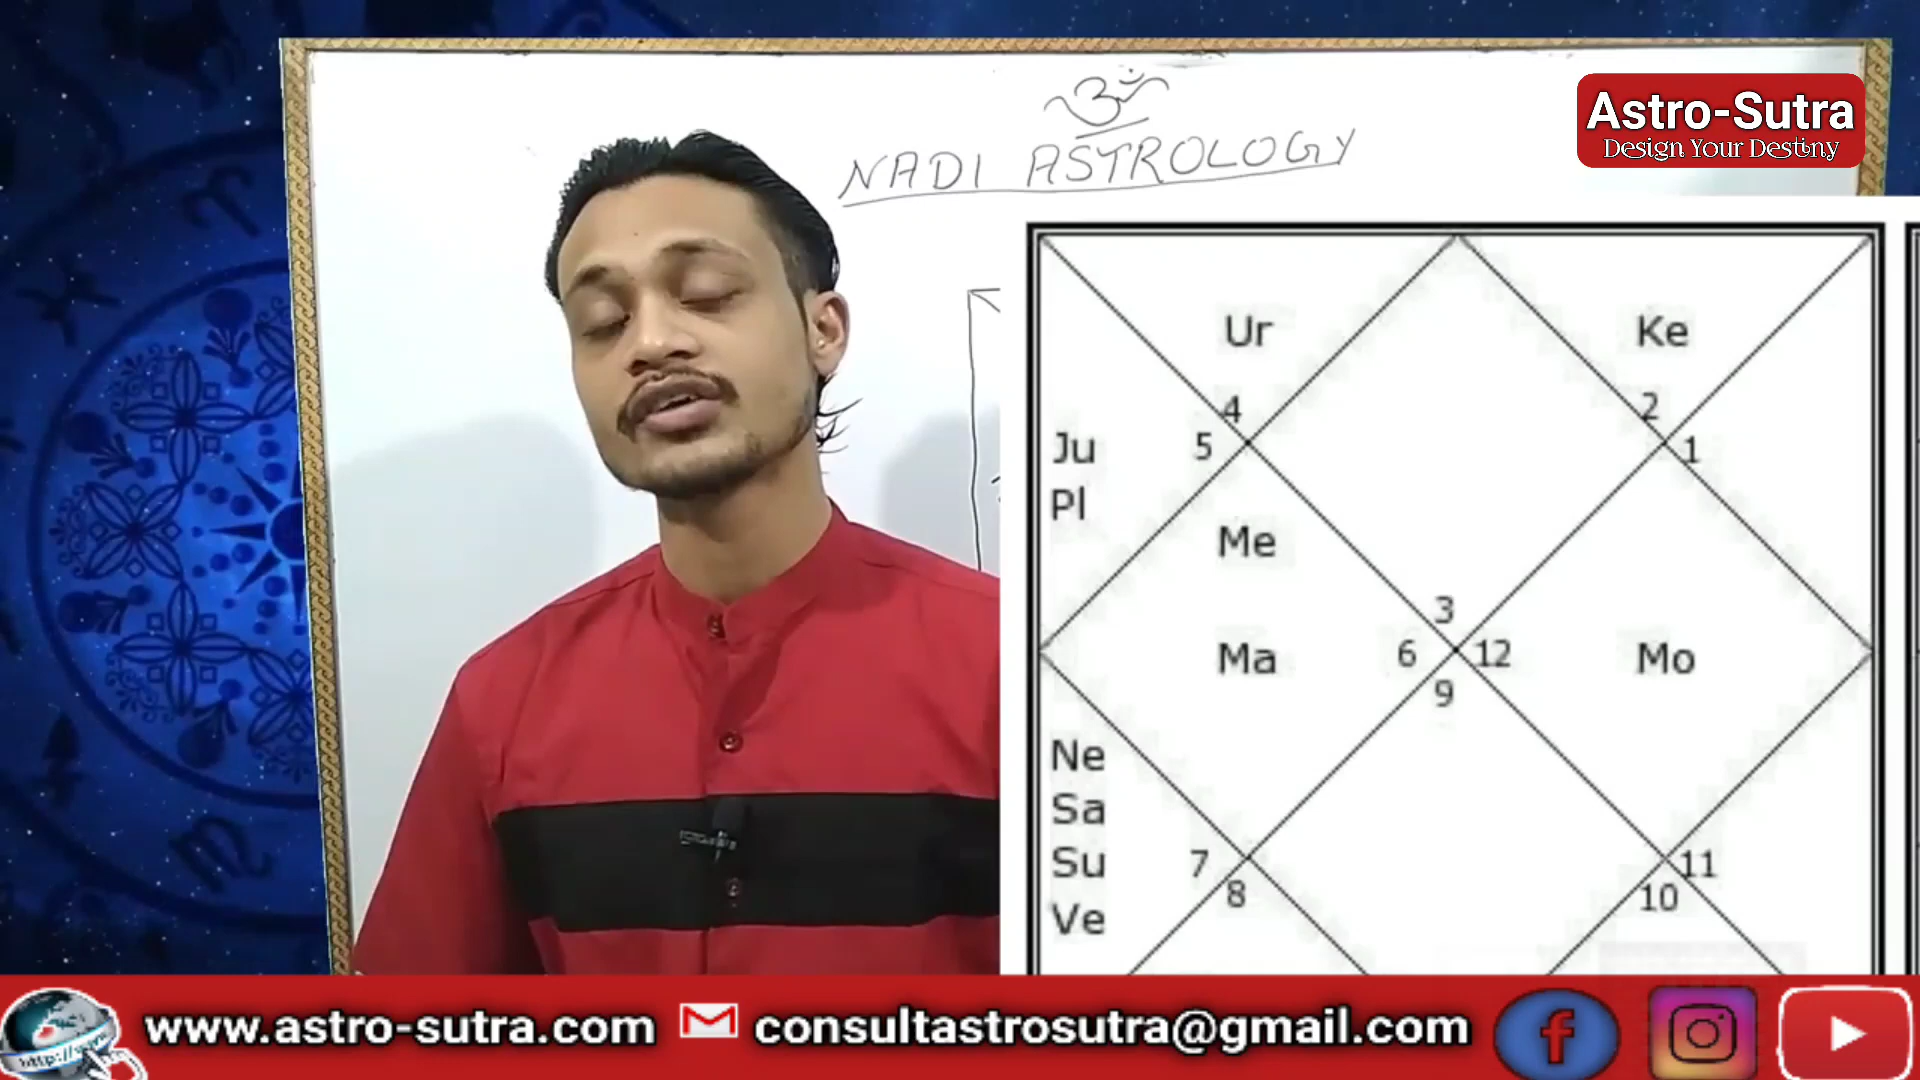 ॐ
NADI ASTROLOGY
Astro-Sutra
Design Your Destiny
Ur
Ke
4
2
5
1
Ju
Pl
Me
3
Ma
6
12
Mo
9
Ne
Sa
Su
Ve
7
8
11
10
www.astro-sutra.com
consultastrosutra@gmail.com